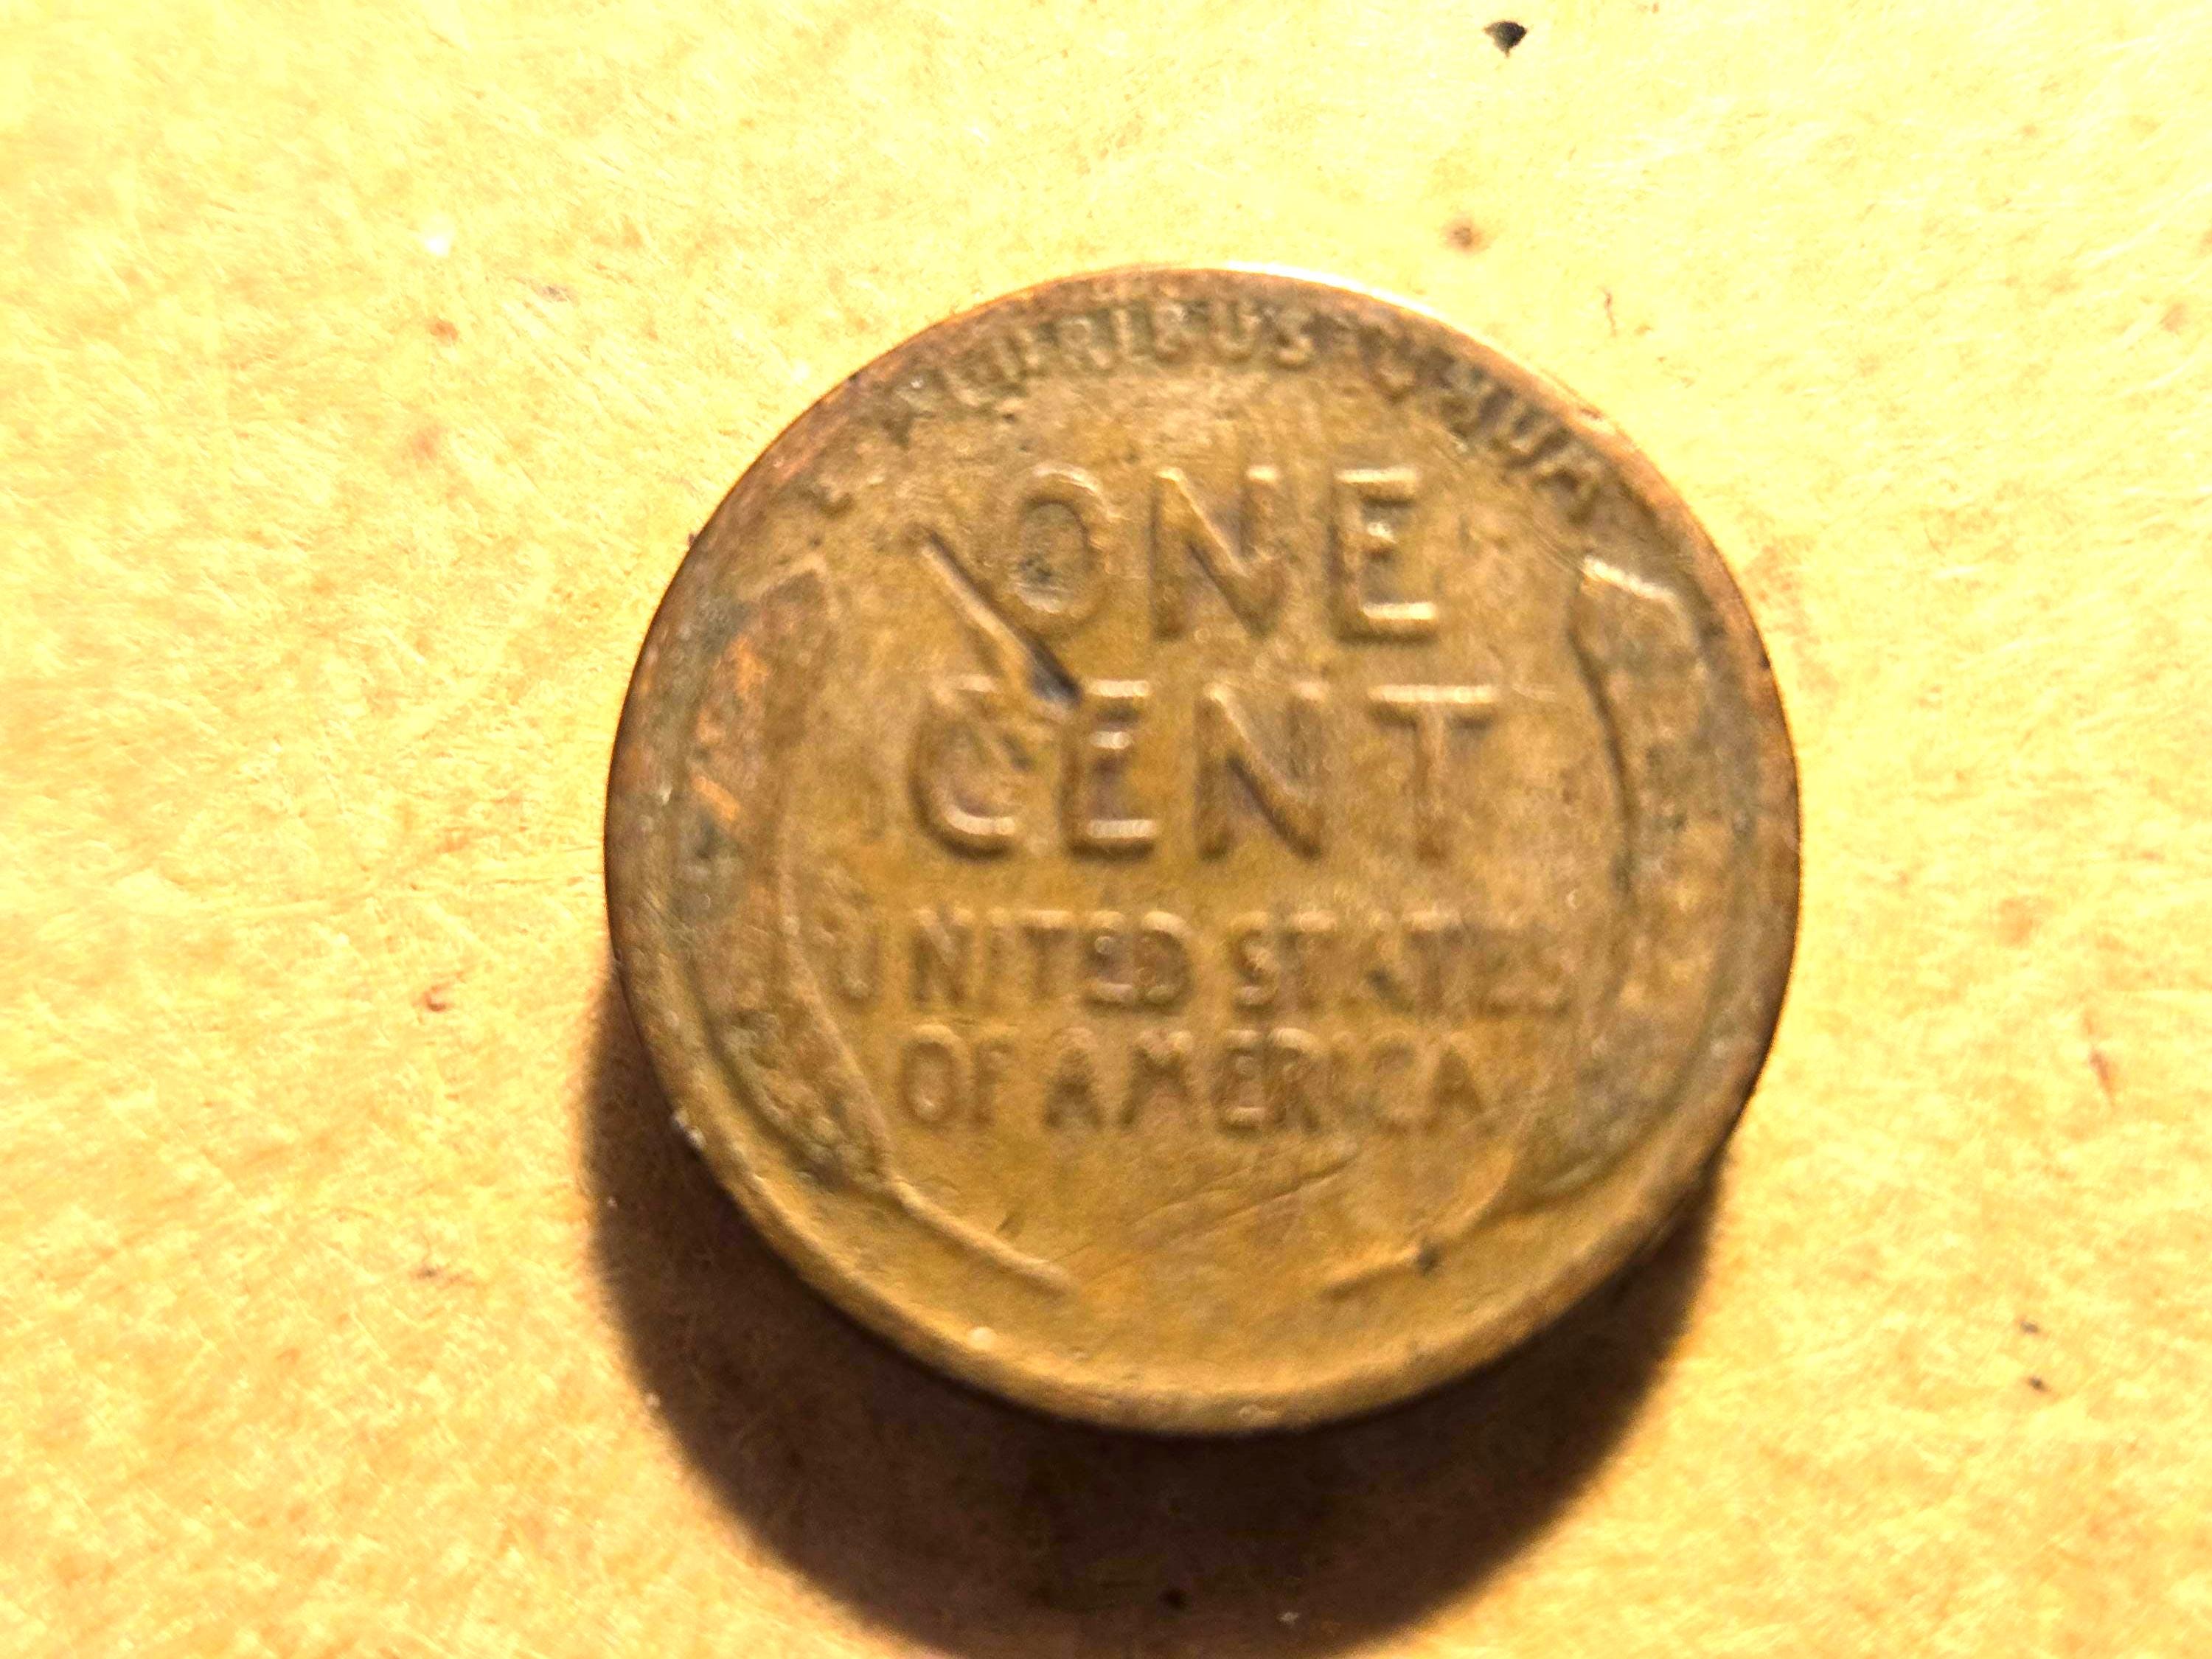 E PLURIBUS UNUM
ONE
CENT
UNITED STATES
OF AMERICA